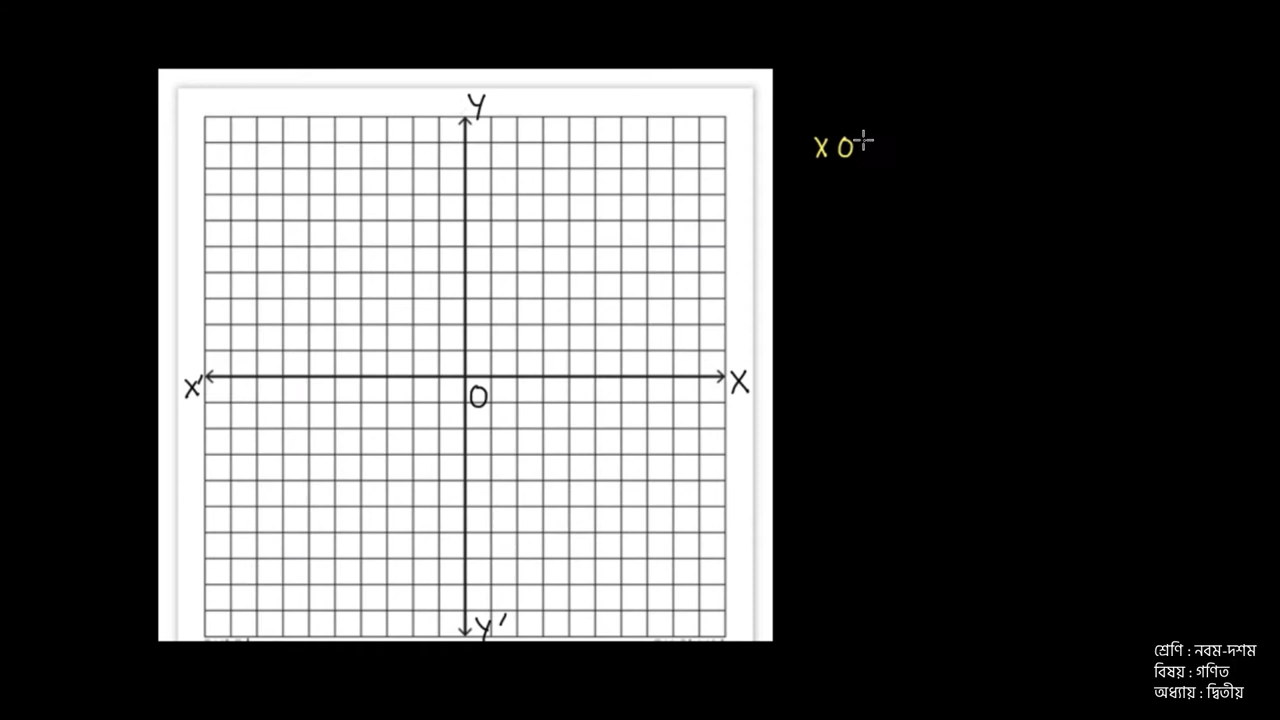 Y
X O
X' O X
Y'
শ্রেণি : নবম-দশম
বিষয় : গণিত
অধ্যায় : দ্বিতীয়